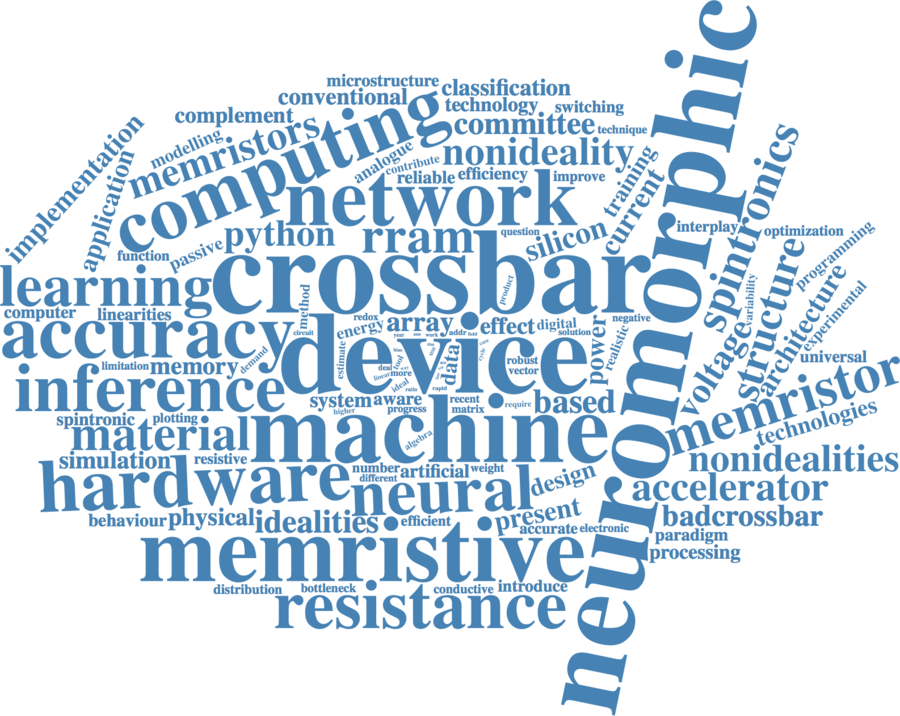 neuromorphic
microstructure
classification
conventional
technology
switching
complement
committee
technique
implementation
modelling
memristors
computing
analogue
contribute
nonideality
training
application
reliable
efficiency
improve
current
network
spintronics
function
passive
python
rram
question
silicon
interplay
optimization
programming
learning
crossbar
product
method
structure
variability
architecture
experimental
computer
linearities
circuit
redox
energy
array
addr
effect
digital
negative
solution
power
realistic
voltage
accuracy
device
data
estimate
demand
limitation
memory
robust
vector
universal
inference
deal
more
tool
ideal
linear
ratio
rapid
cycle
case
year
work
memristor
system
aware
recent
matrix
require
based
higher
progress
technologies
spintronic
plotting
material
machine
algebra
simulation
resistive
nonidealities
hardware
number
artificial
weight
different
neural
design
accelerator
behaviour
physical
idealities
efficient
present
accurate
electronic
badcrossbar
paradigm
processing
memristive
distribution
bottleneck
conductive
introduce
resistance